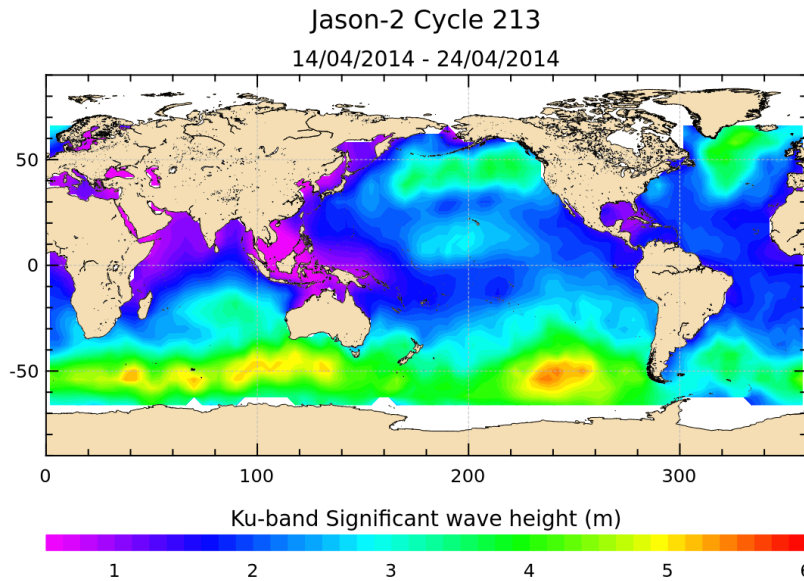 Jason-2 Cycle 213
14/04/2014 - 24/04/2014
50
0
-50
0 100 200 300
Ku-band Significant wave height (m)
1 2 3 4 5 6